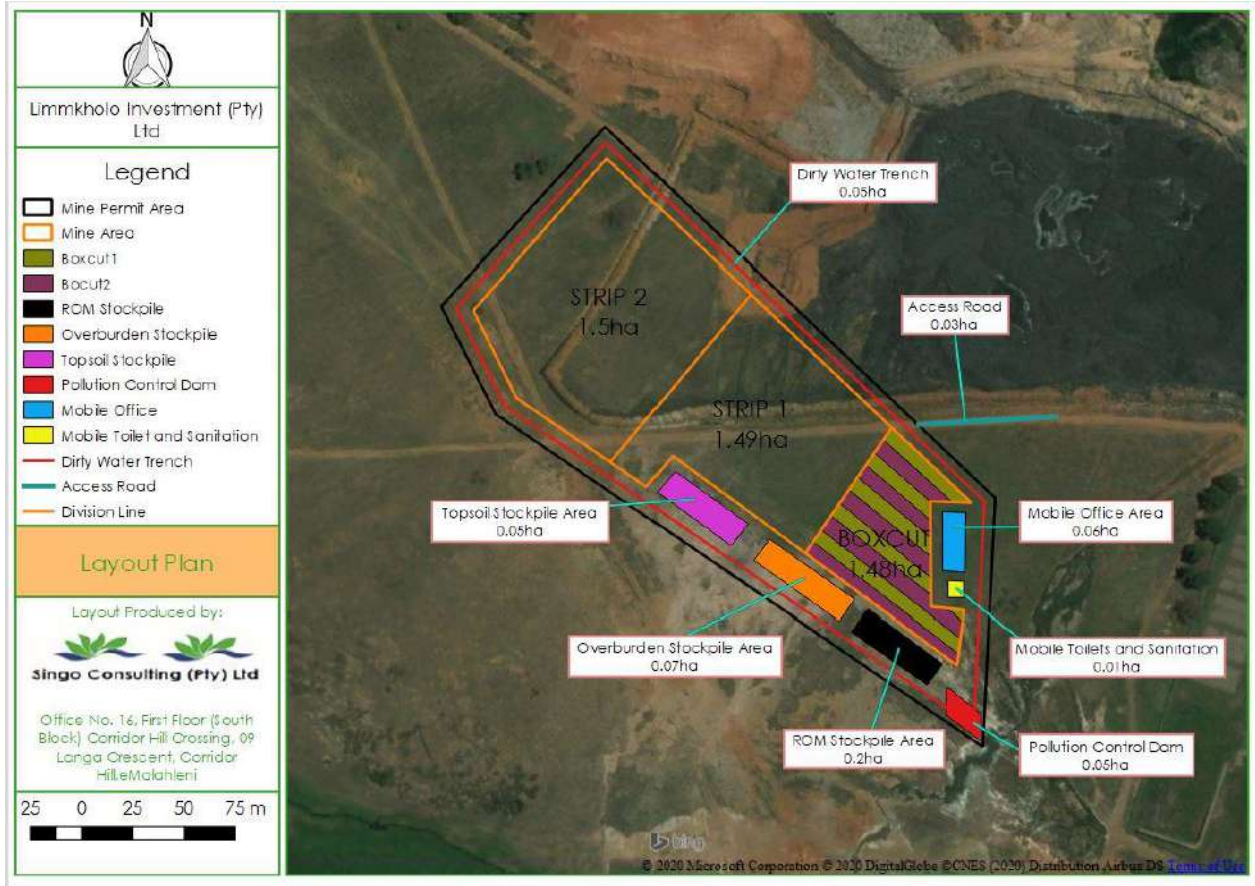 N
Limmkholo Investment (Pty)
Ltd
Legend
Mine Permit Area
Mine Area
Boxcut1
Bocut2
ROM Stockpile
Overburden Stockpile
Topsoil Stockpile
Pollution Control Dam
Mobile Office
Mobile Toilet and Sanitation
Dirty Water Trench
Access Road
Division Line
Layout Plan
Layout Produced by:
Singo Consulting (Pty) Ltd
Office No. 16, First Floor (South
Block) Corridor Hill Crossing, 09
Langa Crescent, Corridor
Hill,eMalahleni
25 0 25 50 75 m
Dirty Water Trench
0.05ha
Access Road
0.03ha
STRIP 2
1.5ha
STRIP 1
1.49ha
Topsoil Stockpile Area
0.05ha
Mobile Office Area
0.06ha
BOXCUT
1.48ha
Overburden Stockpile Area
0.07ha
Mobile Toilets and Sanitation
0.01ha
ROM Stockpile Area
0.2ha
Pollution Control Dam
0.05ha
bing
© 2020 Microsoft Corporation © 2020 DigitalGlobe ©CNES (2020) Distribution Airbus DS Terms of Use